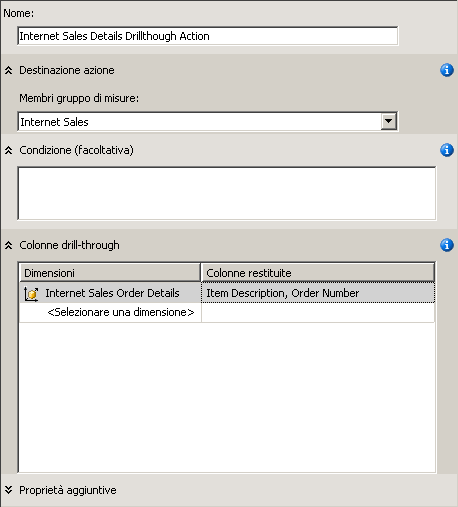 Nome:
Internet Sales Details Drillthough Action
Destinazione azione
Membri gruppo di misure:
Internet Sales
Condizione (facoltativa)
Colonne drill-through
Dimensioni Colonne restituite
Internet Sales Order Details Item Description, Order Number
<Selezionare una dimensione>
Proprietà aggiuntive